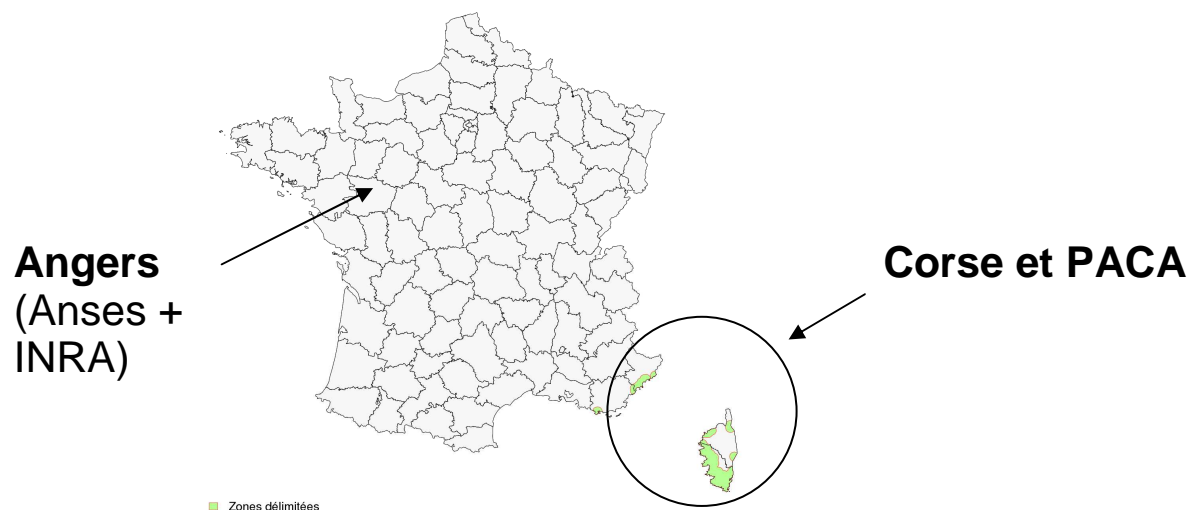 Angers
(Anses +
INRA)
Corse et PACA
Zones délimitées